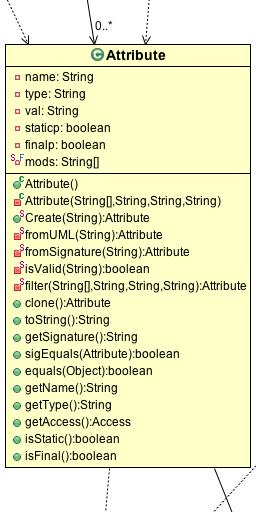 0..*
Attribute
name: String
type: String
val: String
staticp: boolean
finalp: boolean
mods: String[]
Attribute()
Attribute(String[],String,String,String)
Create(String):Attribute
fromUML(String):Attribute
fromSignature(String):Attribute
isValid(String):boolean
filter(String[],String,String,String):Attribute
clone():Attribute
toString():String
getSignature():String
sigEquals(Attribute):boolean
equals(Object):boolean
getName():String
getType():String
getAccess():Access
isStatic():boolean
isFinal():boolean